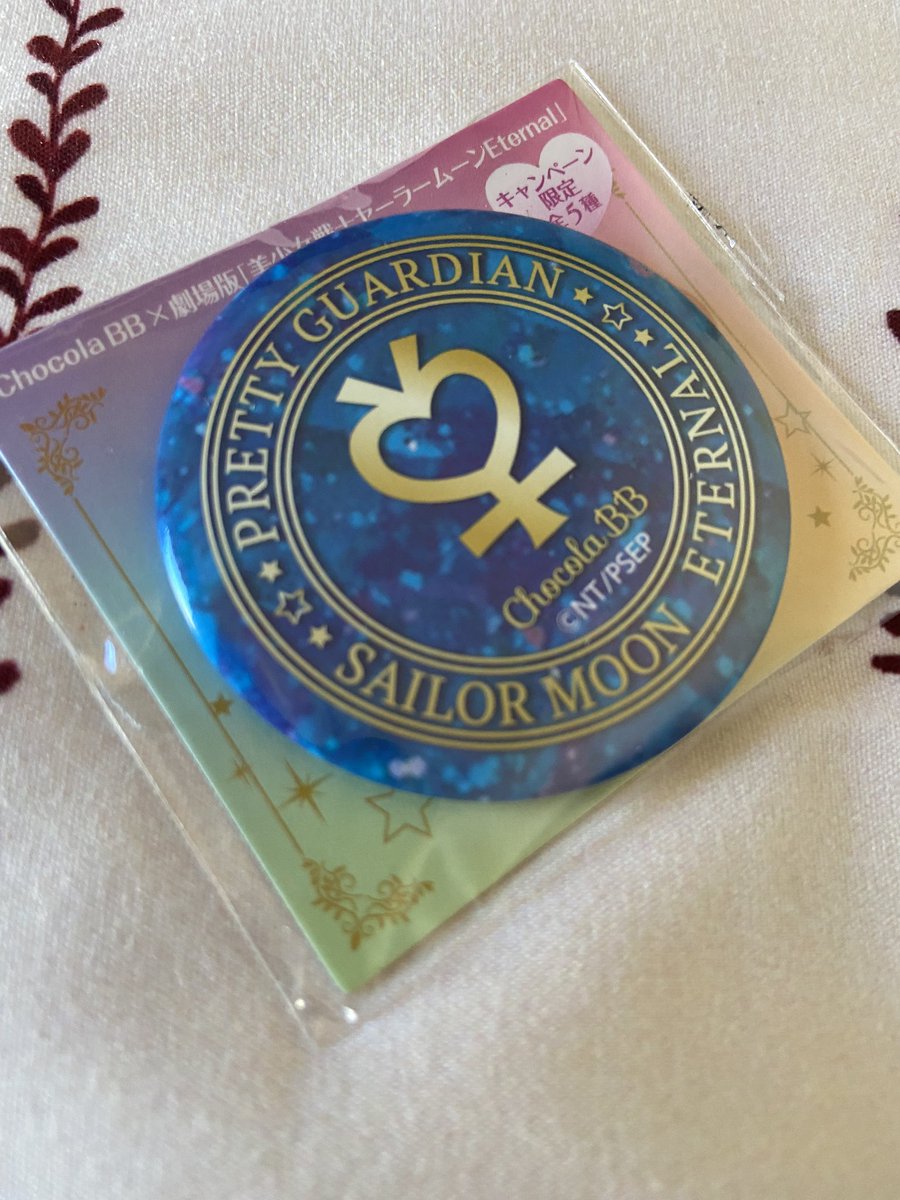 Chocola BB×劇場版「美少女戦士セーラームーンEternal」
キャンペーン
限定
全5種
PRETTY GUARDIAN
SAILOR MOON ETERNAL
Chocola BB
©NT/PSEP